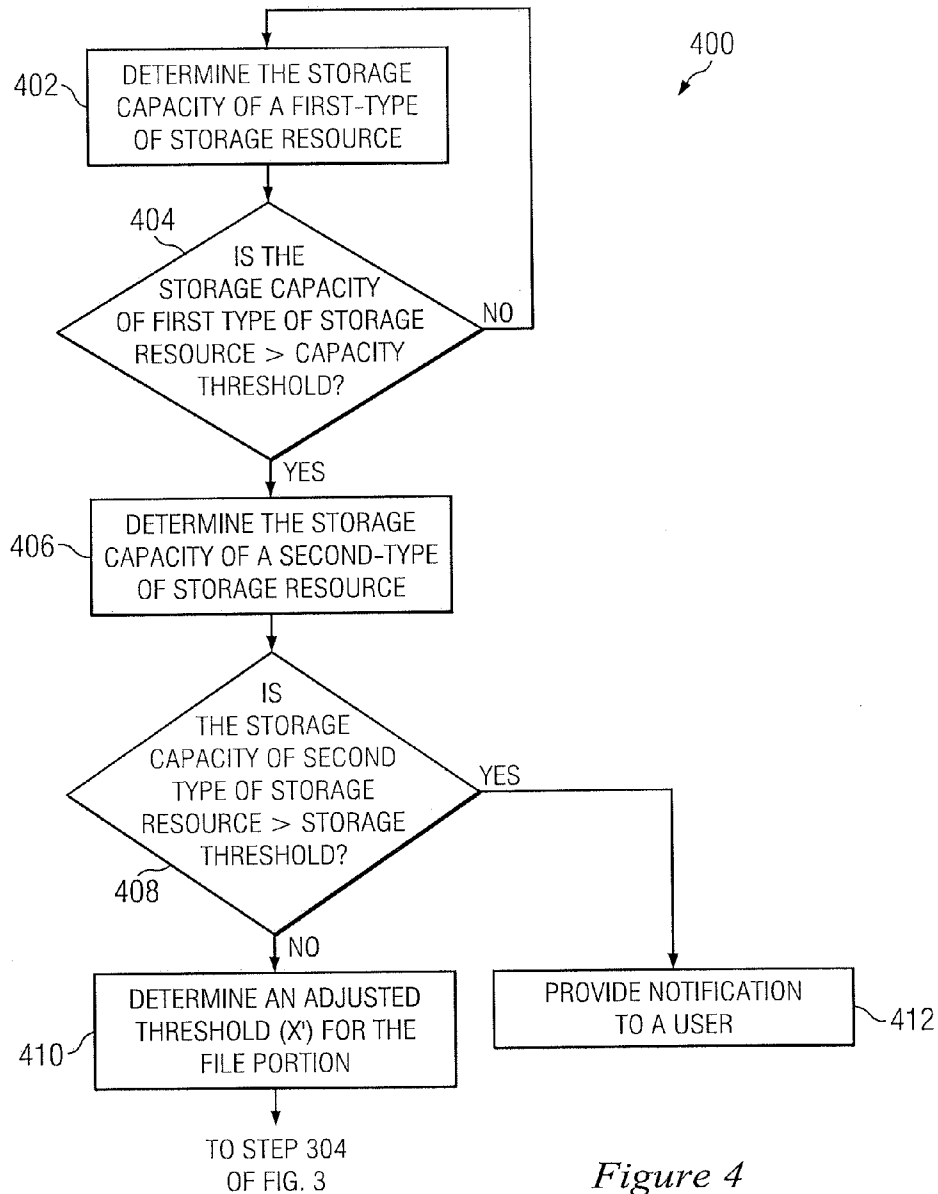 400
402
DETERMINE THE STORAGE
CAPACITY OF A FIRST-TYPE
OF STORAGE RESOURCE
404
IS THE
STORAGE CAPACITY
OF FIRST TYPE OF STORAGE
RESOURCE > CAPACITY
THRESHOLD?
NO
YES
406
DETERMINE THE STORAGE
CAPACITY OF A SECOND-TYPE
OF STORAGE RESOURCE
IS
THE STORAGE
CAPACITY OF SECOND
TYPE OF STORAGE
RESOURCE > STORAGE
THRESHOLD?
YES
408
NO
410
DETERMINE AN ADJUSTED
THRESHOLD (X') FOR THE
FILE PORTION
PROVIDE NOTIFICATION
TO A USER
412
TO STEP 304
OF FIG. 3
Figure 4